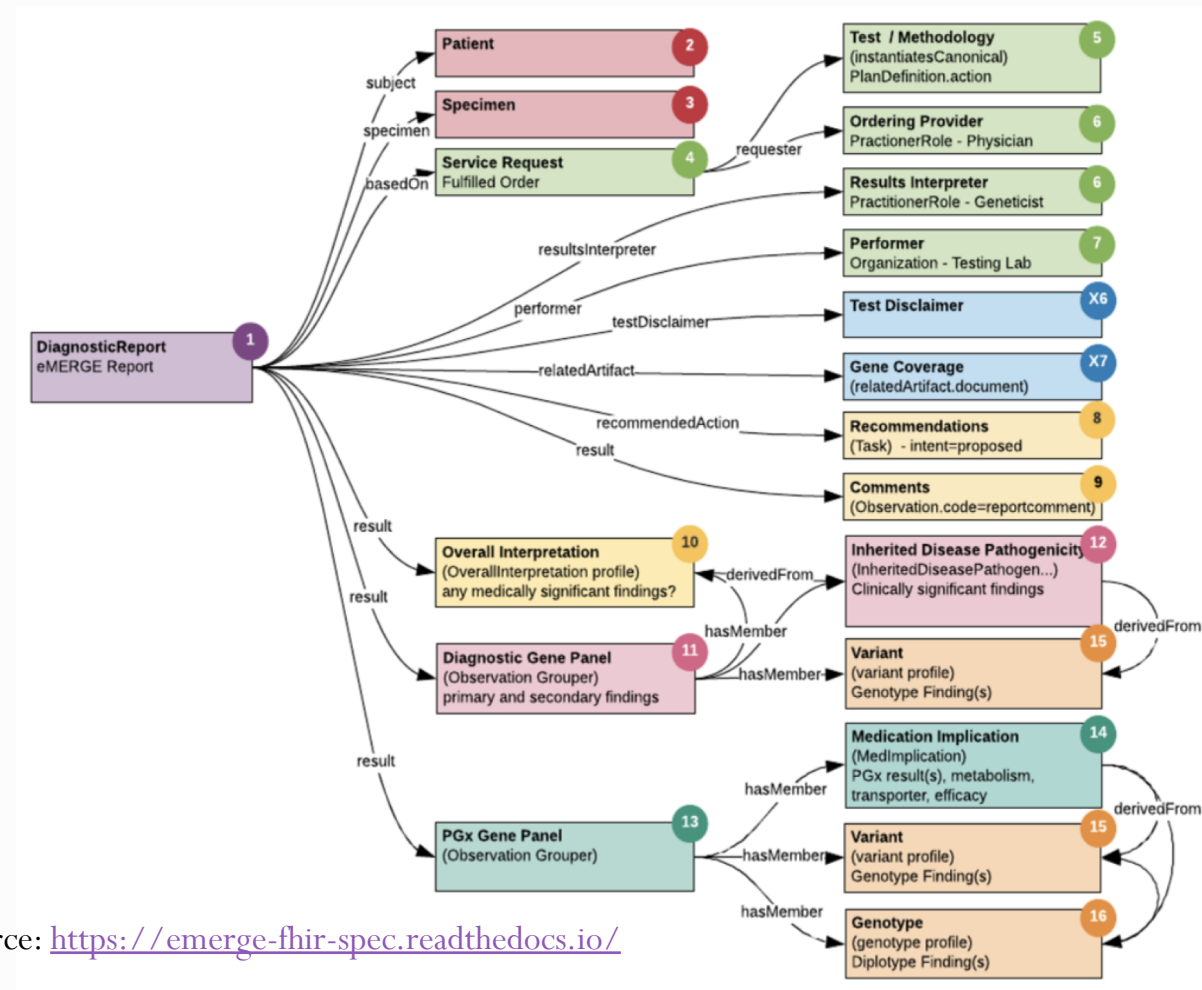 DiagnosticReport
eMERGE Report
1
subject
specimen
basedOn
resultsInterpreter
performer
testDisclaimer
relatedArtifact
recommendedAction
result
result
result
result
Patient
2
Specimen
3
Service Request
Fulfilled Order
4
requester
Test / Methodology
(instantiatesCanonical)
PlanDefinition.action
5
Ordering Provider
PractionerRole - Physician
6
Results Interpreter
PractitionerRole - Geneticist
6
Performer
Organization - Testing Lab
7
Test Disclaimer
X6
Gene Coverage
(relatedArtifact.document)
X7
Recommendations
(Task) - intent=proposed
8
Comments
(Observation.code=reportcomment)
9
Overall Interpretation
(OverallInterpretation profile)
any medically significant findings?
10
derivedFrom
hasMember
hasMember
Diagnostic Gene Panel
(Observation Grouper)
primary and secondary findings
11
Inherited Disease Pathogenicity
(InheritedDiseasePathogen...)
Clinically significant findings
12
derivedFrom
Variant
(variant profile)
Genotype Finding(s)
15
PGx Gene Panel
(Observation Grouper)
13
hasMember
hasMember
hasMember
Medication Implication
(MedImplication)
PGx result(s), metabolism,
transporter, efficacy
14
derivedFrom
Variant
(variant profile)
Genotype Finding(s)
15
Genotype
(genotype profile)
Diplotype Finding(s)
16
rce: https://emerge-fhir-spec.readthedocs.io/